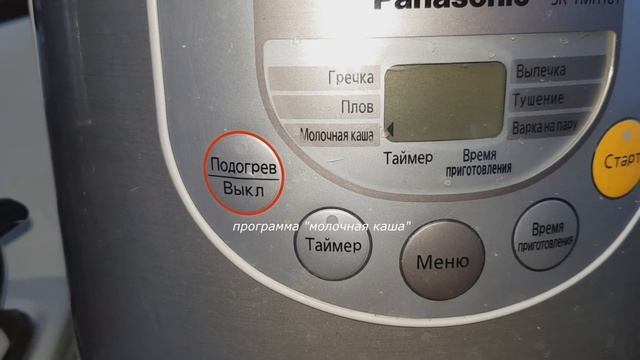 Panasonic
Гречка
Плов
Молочная каша
Выпечка
Тушение
Варка на пару
Таймер
Время
приготовления
Подогрев
Выкл
Старт
программа "молочная каша"
Таймер
Меню
Время
приготовления